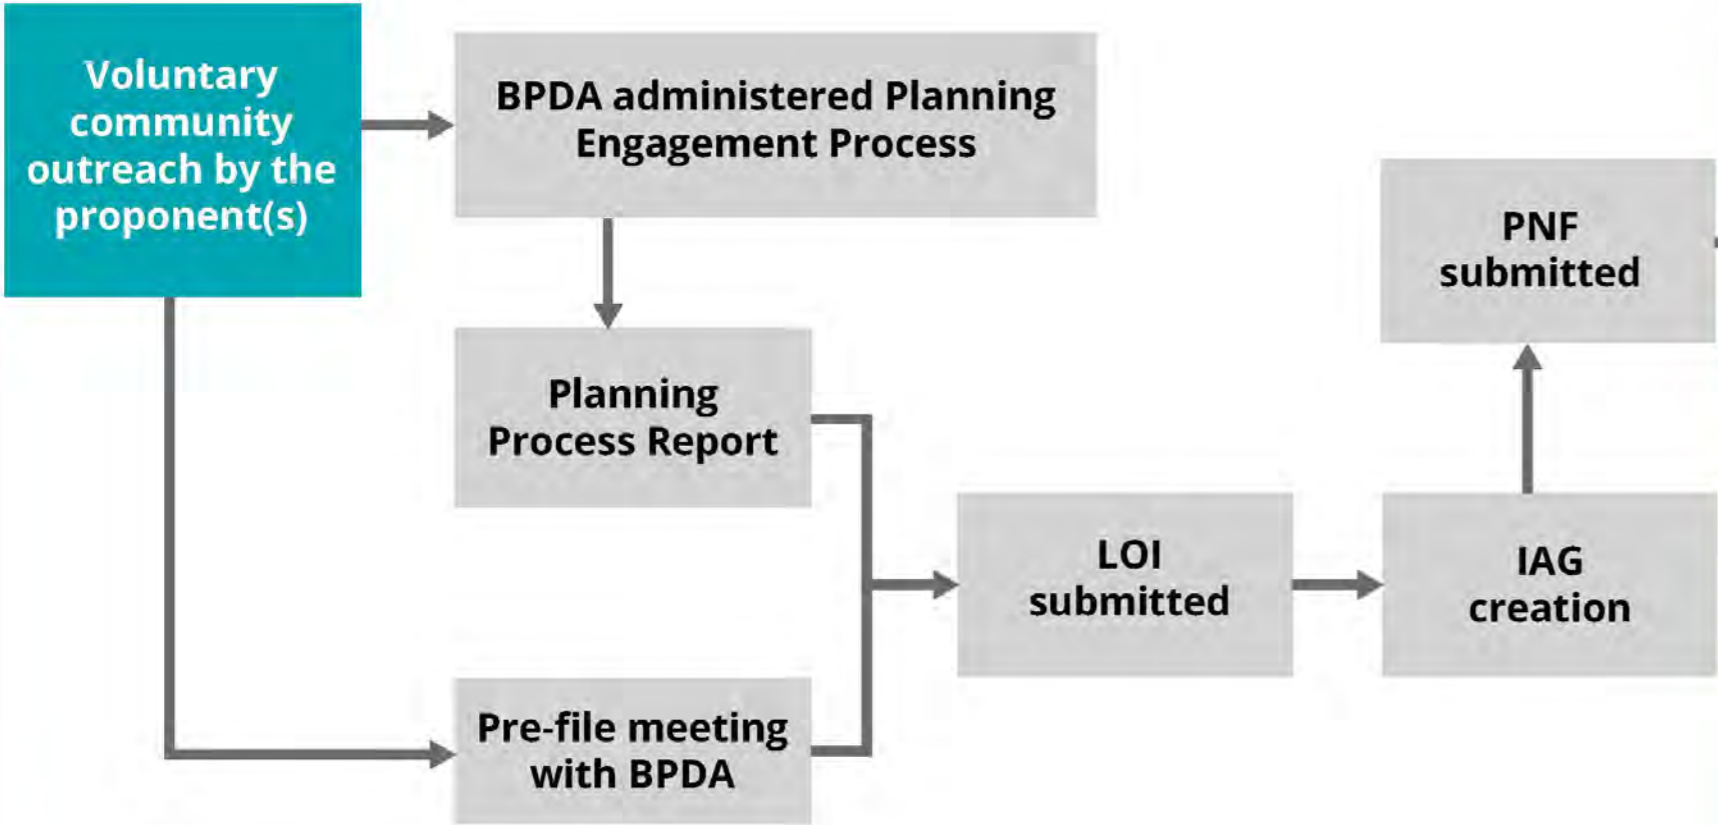 Voluntary
community
outreach by the
proponent(s)
BPDA administered Planning
Engagement Process
Planning
Process Report
Pre-file meeting
with BPDA
LOI
submitted
IAG
creation
PNF
submitted